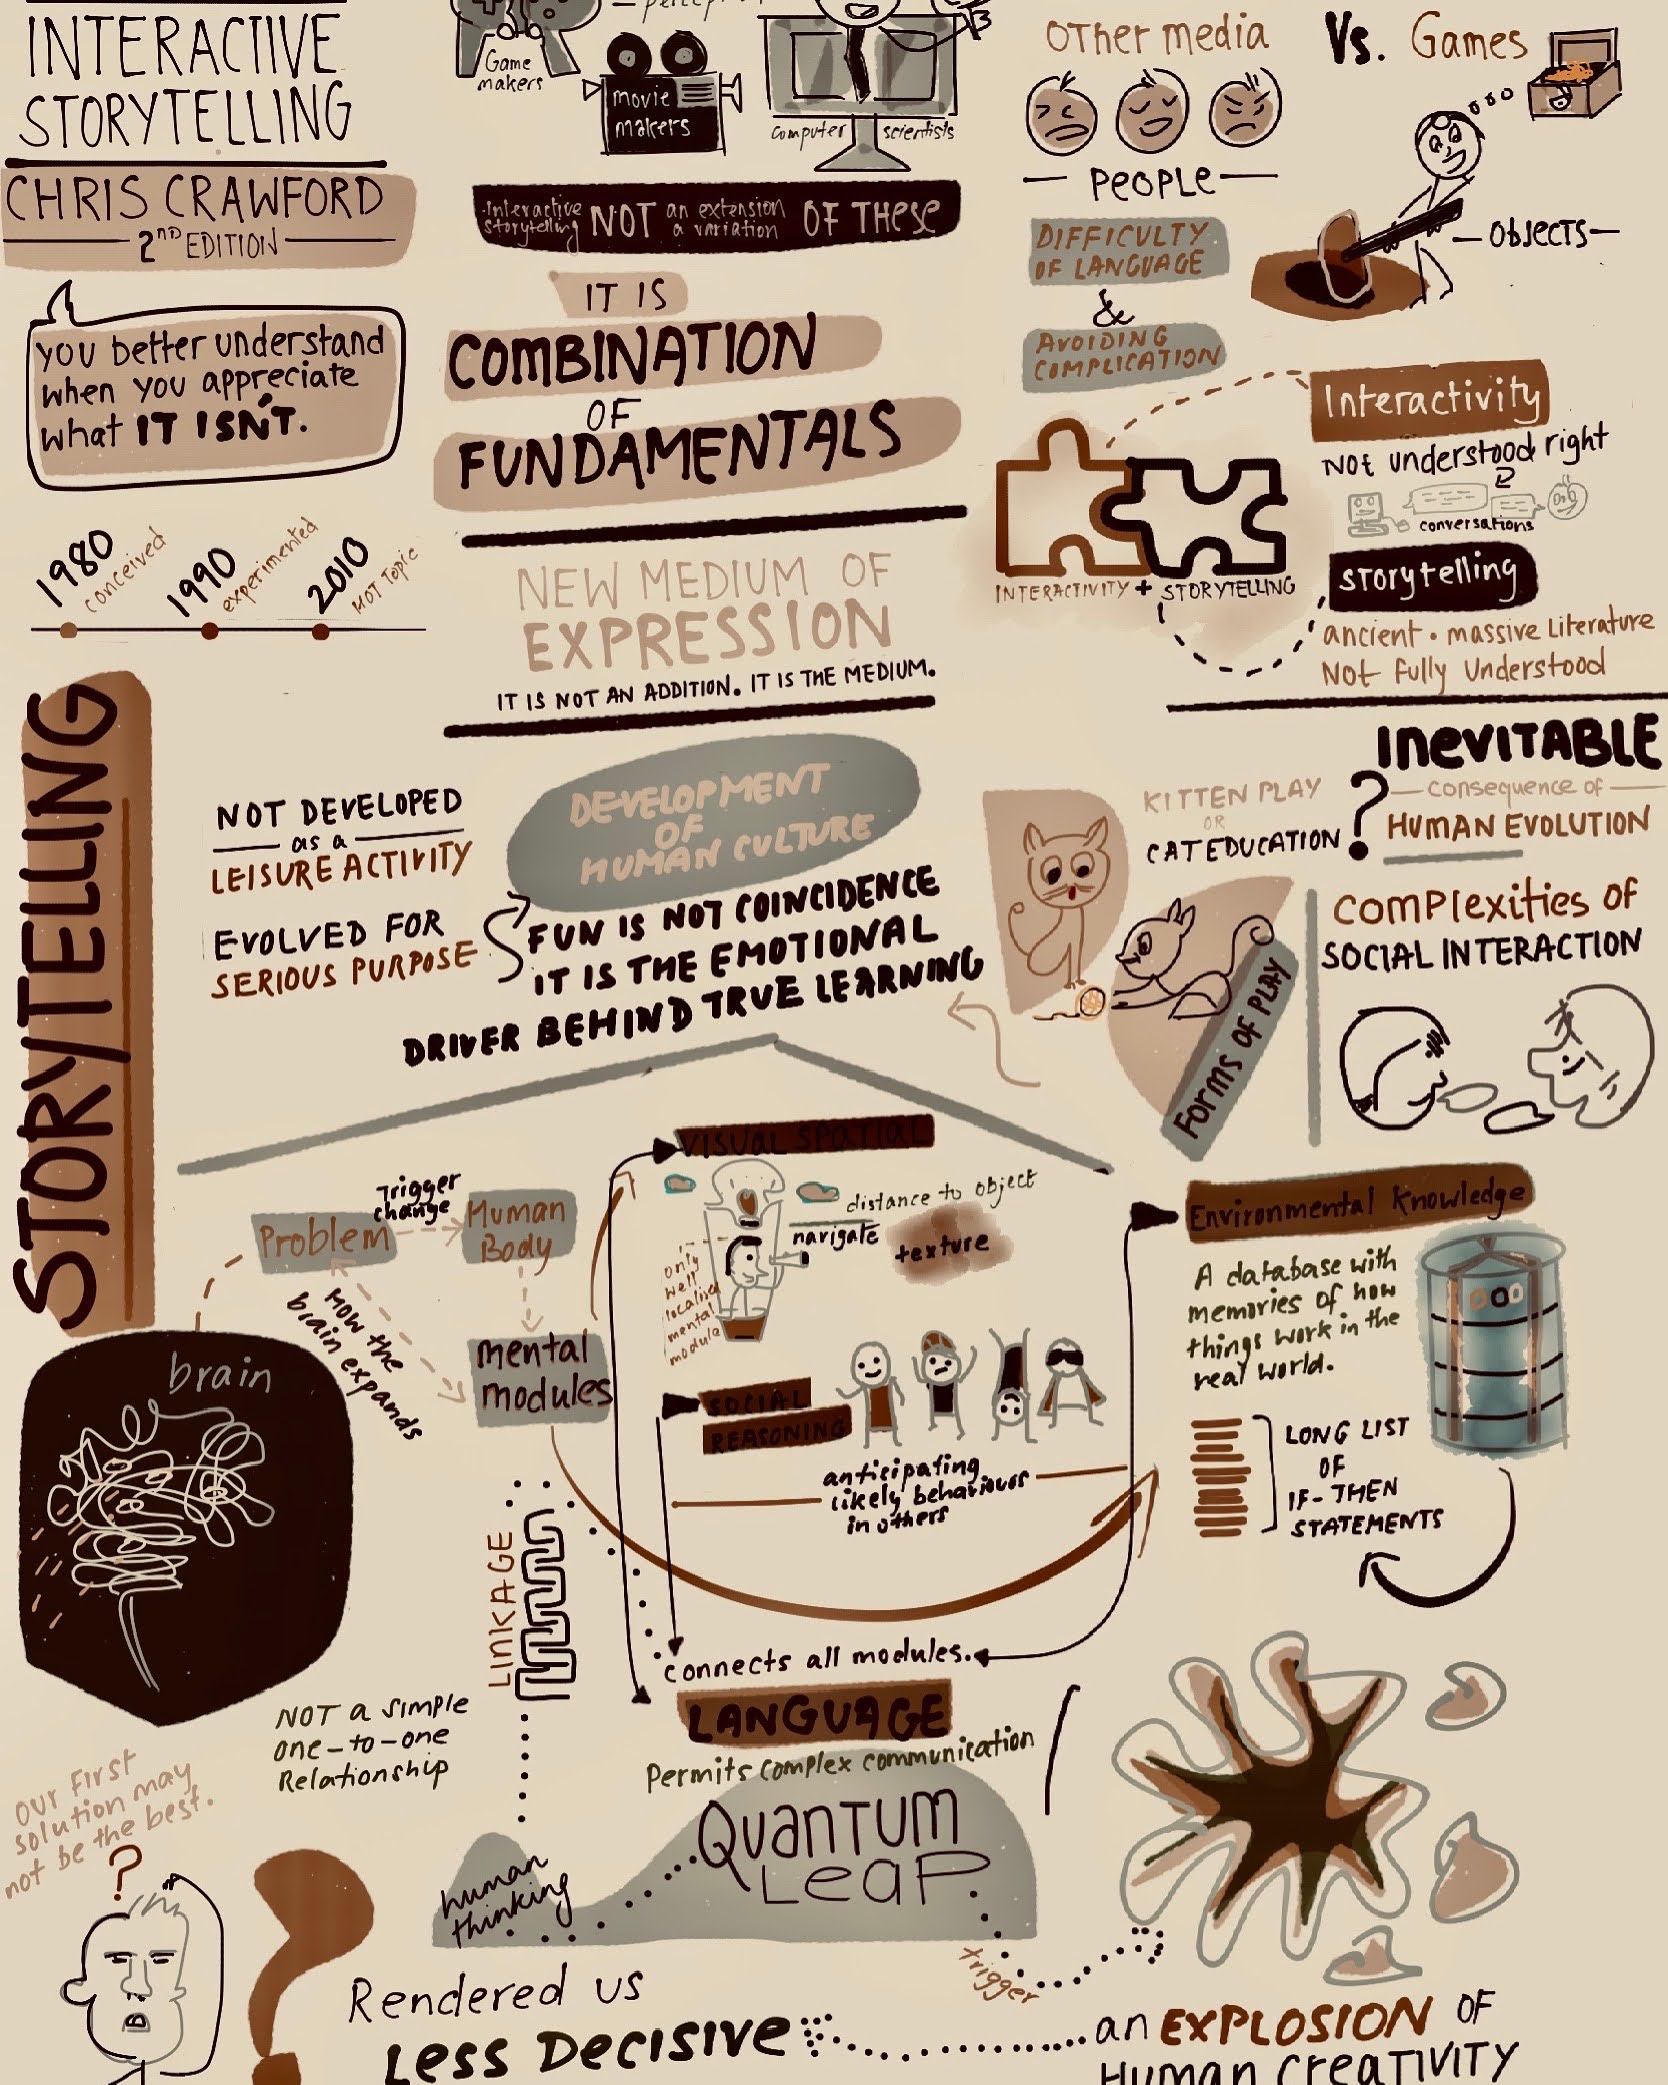 INTERACTIVE
STORYTELLING
CHRIS CRAWFORD
2ND EDITION
you better understand
when you appreciate
what IT ISN'T.
1980
conceived
1990
experimented
2010
HOT Topic
Game
makers
movie
makers
computer scientists
Interactive
storytelling
NOT
an extension
a variation
OF THESE
IT IS
COMBINATION
OF
FUNDAMENTALS
NEW MEDIUM OF
EXPRESSION
IT IS NOT AN ADDITION. IT IS THE MEDIUM.
Other media
Vs. Games
PEOPLE
OBJECTS
DIFFICULTY
OF LANGUAGE
&
AVOIDING
COMPLICATION
INTERACTIVITY + STORYTELLING
Interactivity
Not understood right
conversations
storytelling
ancient • massive Literature
Not fully Understood
STORYTELLING
NOT DEVELOPED
as a
LEISURE ACTIVITY
EVOLVED FOR
SERIOUS PURPOSE
DEVELOPMENT
OF
HUMAN CULTURE
FUN IS NOT COINCIDENCE
IT IS THE EMOTIONAL
DRIVER BEHIND TRUE LEARNING
KITTEN PLAY
OR
CAT EDUCATION
?
Forms OF PLAY
INEVITABLE
consequence of
HUMAN EVOLUTION
complexities of
SOCIAL INTERACTION
Problem
Trigger
change
Human
Body
How the
brain expands
mental
modules
brain
VISUAL SPATIAL
distance to object
navigate
texture
only
well
localised
mental
module
SOCIAL
REASONING
anticipating
likely behaviours
in others
Environmental Knowledge
A database with
memories of how
things work in the
real world.
LONG LIST
OF
IF-THEN
STATEMENTS
LINKAGE
NOT a simple
one-to-one
Relationship
connects all modules.
LANGUAGE
Permits complex communication
QUANTUM
LEAP
human
thinking
trigger
our first
solution may
not be the best.
?
Rendered us
Less Decisive
an EXPLOSION OF
Human creativity